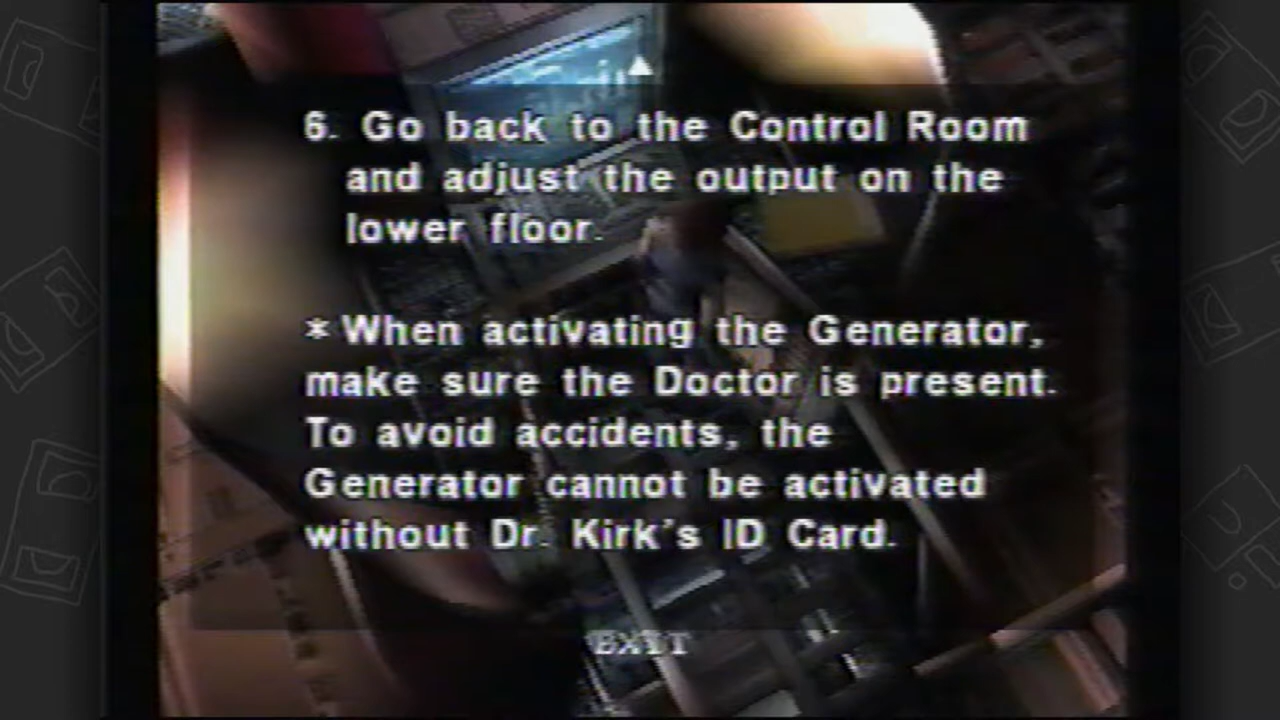 6. Go back to the Control Room
and adjust the output on the
lower floor.
* When activating the Generator,
make sure the Doctor is present.
To avoid accidents, the
Generator cannot be activated
without Dr. Kirk's ID Card.
EXIT